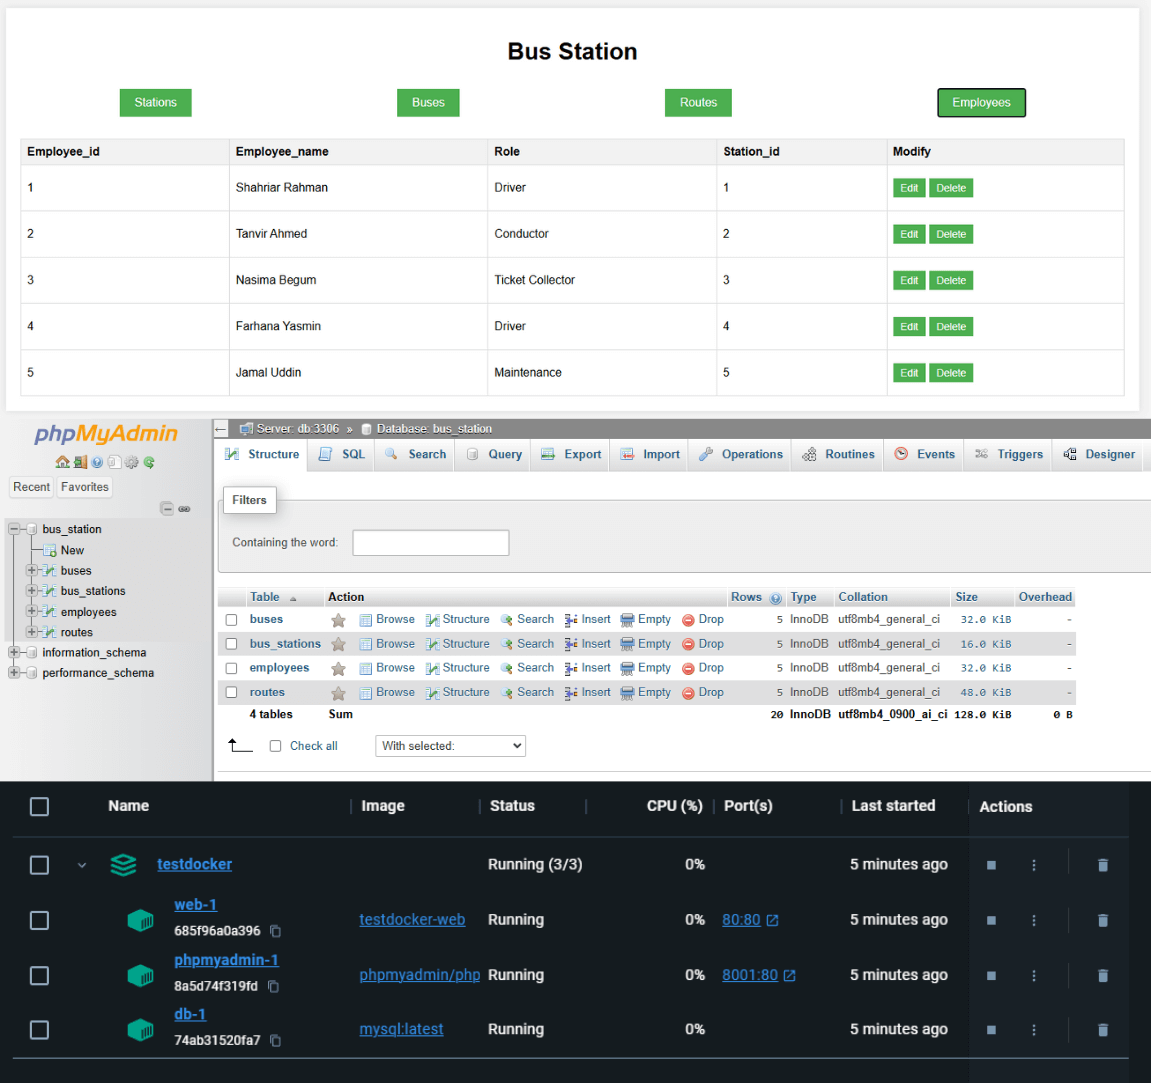 Bus Station
Stations Buses Routes Employees
Employee_id Employee_name Role Station_id Modify
1 Shahriar Rahman Driver 1 Edit Delete
2 Tanvir Ahmed Conductor 2 Edit Delete
3 Nasima Begum Ticket Collector 3 Edit Delete
4 Farhana Yasmin Driver 4 Edit Delete
5 Jamal Uddin Maintenance 5 Edit Delete
phpMyAdmin
Recent Favorites
bus_station
New
buses
bus_stations
employees
routes
information_schema
performance_schema
Server: db:3306 » Database: bus_station
Structure SQL Search Query Export Import Operations Routines Events Triggers Designer
Filters
Containing the word:
Table Action Rows Type Collation Size Overhead
buses Browse Structure Search Insert Empty Drop 5 InnoDB utf8mb4_general_ci 32.0 KiB -
bus_stations Browse Structure Search Insert Empty Drop 5 InnoDB utf8mb4_general_ci 16.0 KiB -
employees Browse Structure Search Insert Empty Drop 5 InnoDB utf8mb4_general_ci 32.0 KiB -
routes Browse Structure Search Insert Empty Drop 5 InnoDB utf8mb4_general_ci 48.0 KiB -
4 tables Sum 20 InnoDB utf8mb4_0900_ai_ci 128.0 KiB 0 B
Check all With selected:
Name Image Status CPU (%) Port(s) Last started Actions
testdocker Running (3/3) 0% 5 minutes ago
web-1 testdocker-web Running 0% 80:80 5 minutes ago
685f96a0a396
phpmyadmin-1 phpmyadmin/php Running 0% 8001:80 5 minutes ago
8a5d74f319fd
db-1 mysql:latest Running 0% 5 minutes ago
74ab31520fa7